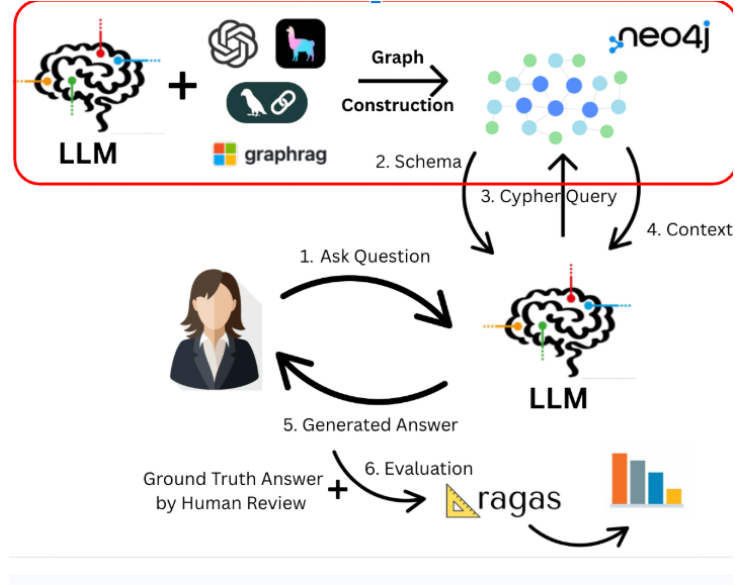 neo4j
Graph
Construction
LLM
graphrag
2. Schema
3. Cypher Query
4. Context
1. Ask Question
LLM
5. Generated Answer
6. Evaluation
Ground Truth Answer
by Human Review
+
ragas